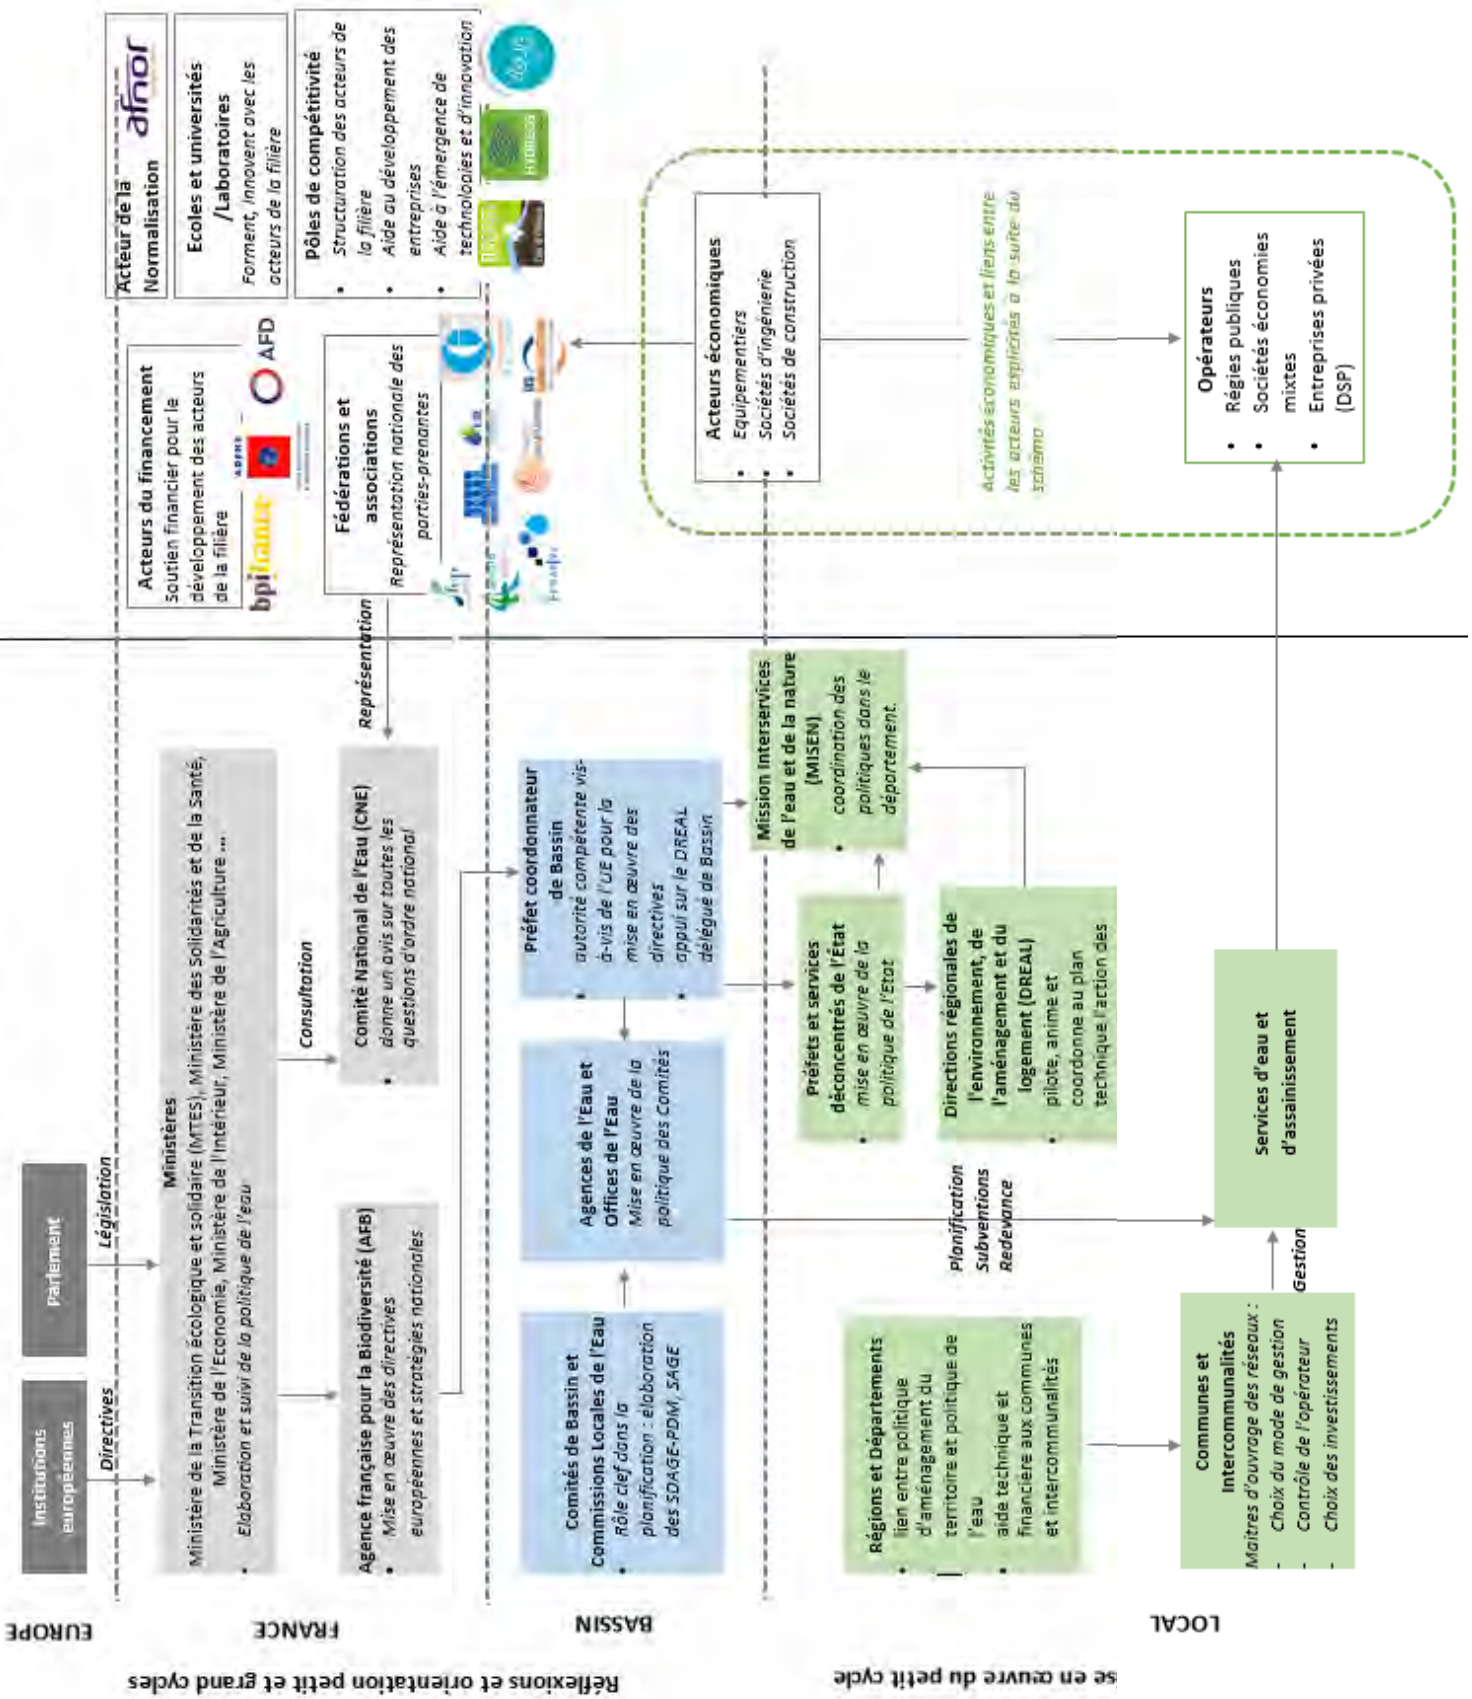 EUROPE
Institutions
européennes
Parlement
Directives
Législation
Réflexions et orientation petit et grand cycles
FRANCE
Ministères
Ministère de la Transition écologique et solidaire (MTES), Ministère des Solidarités et de la Santé,
Ministère de l'Economie, Ministère de l'Intérieur, Ministère de l'Agriculture ...
• Elaboration et suivi de la politique de l'eau
Consultation
Agence française pour la Biodiversité (AFB)
• Mise en œuvre des directives
européennes et stratégies nationales
Comité National de l'Eau (CNE)
• donne un avis sur toutes les
questions d'ordre national
Représentation
Acteurs du financement
Soutien financier pour le
développement des acteurs
de la filière
bpifrance
ADEME
AFD
Fédérations et
associations
Représentation nationale des
parties-prenantes
Acteur de la
Normalisation
afnor
Ecoles et universités
/Laboratoires
Forment, innovent avec les
acteurs de la filière
Pôles de compétitivité
• Structuration des acteurs de
la filière
• Aide au développement des
entreprises
• Aide à l'émergence de
technologies et d'innovation
HYDREOS
BASSIN
Comités de Bassin et
Commissions Locales de l'Eau
• Rôle clef dans la
planification : élaboration
des SDAGE-PDM, SAGE
Agences de l'Eau et
Offices de l'Eau
Mise en œuvre de la
politique des Comités
Préfet coordonnateur
de Bassin
• autorité compétente vis-
à-vis de l'UE pour la
mise en œuvre des
directives
• appui sur le DREAL
délégué de Bassin
Acteurs économiques
• Equipementiers
• Sociétés d'ingénierie
• Sociétés de construction
se en œuvre du petit cycle
LOCAL
Mission Interservices
de l'eau et de la nature
(MISEN)
• coordination des
politiques dans le
département.
Préfets et services
déconcentrés de l'État
• mise en œuvre de la
politique de l'Etat
Directions régionales de
l'environnement, de
l'aménagement et du
logement (DREAL)
• pilote, anime et
coordonne au plan
technique l'action des
Planification
Subventions
Redevance
Régions et Départements
• lien entre politique
d'aménagement du
territoire et politique de
l'eau
• aide technique et
financière aux communes
et intercommunalités
Communes et
Intercommunalités
Maitres d'ouvrage des réseaux :
- Choix du mode de gestion
- Contrôle de l'opérateur
- Choix des investissements
Gestion
Services d'eau et
d'assainissement
Activités économiques et liens entre
les acteurs explicités à la suite du
schéma
Opérateurs
• Régies publiques
• Sociétés économies
mixtes
• Entreprises privées
(DSP)